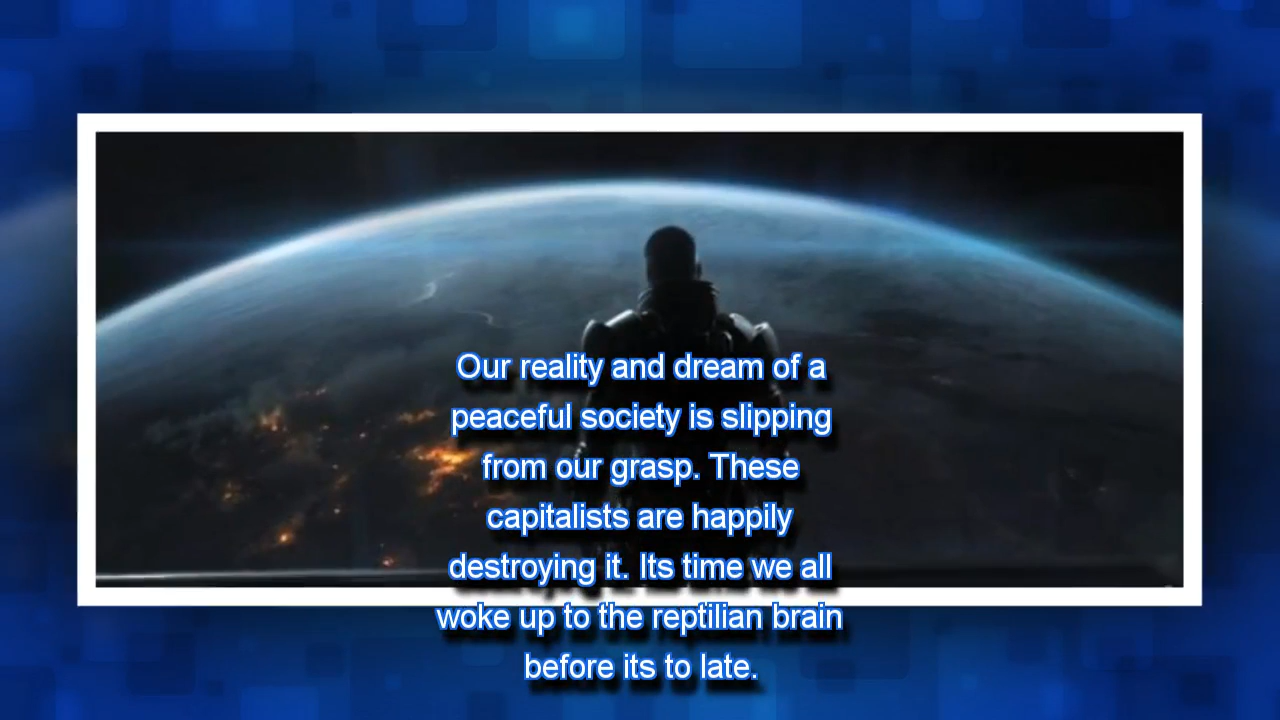 Our reality and dream of a
peaceful society is slipping
from our grasp. These
capitalists are happily
destroying it. Its time we all
woke up to the reptilian brain
before its to late.